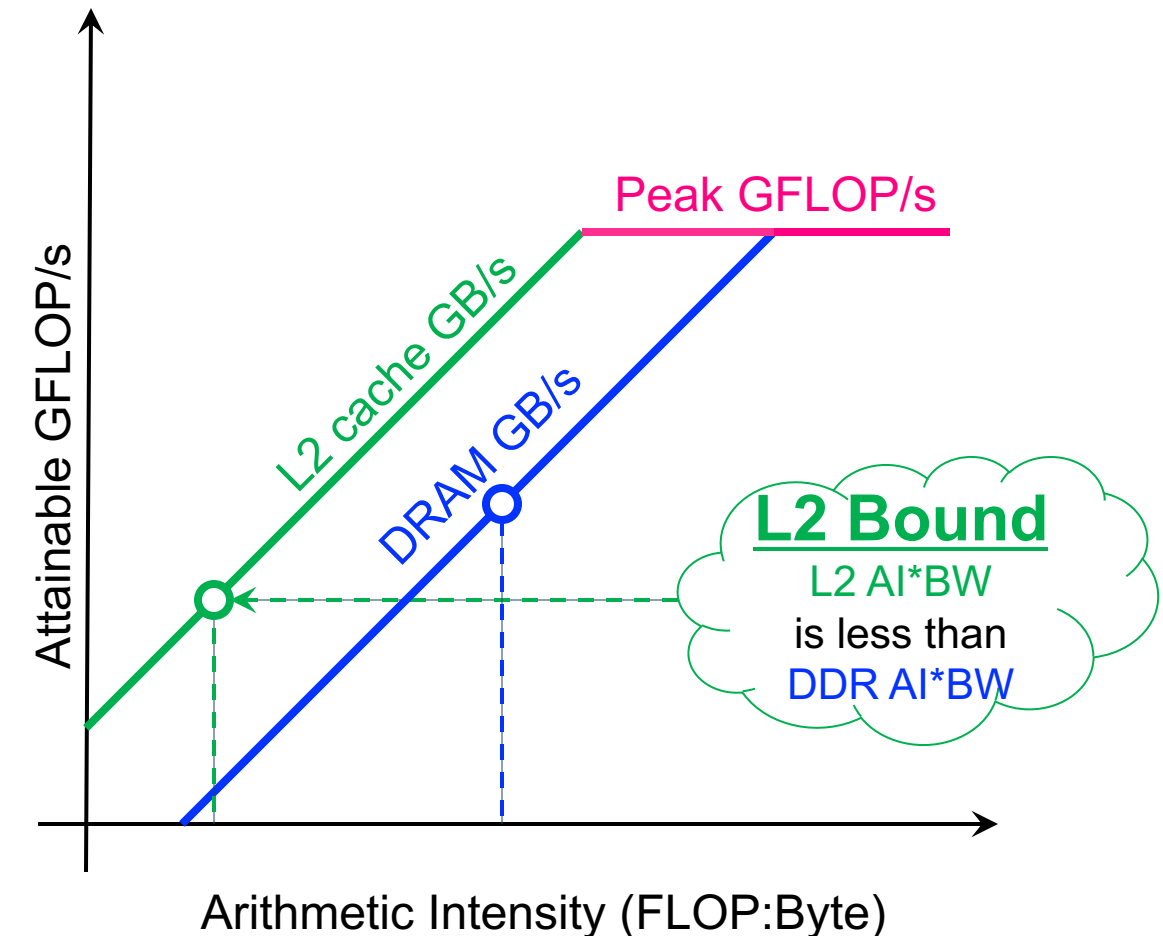 Peak GFLOP/s
Attainable GFLOP/s
L2 cache GB/s
DRAM GB/s
L2 Bound
L2 AI*BW
is less than
DDR AI*BW
Arithmetic Intensity (FLOP:Byte)